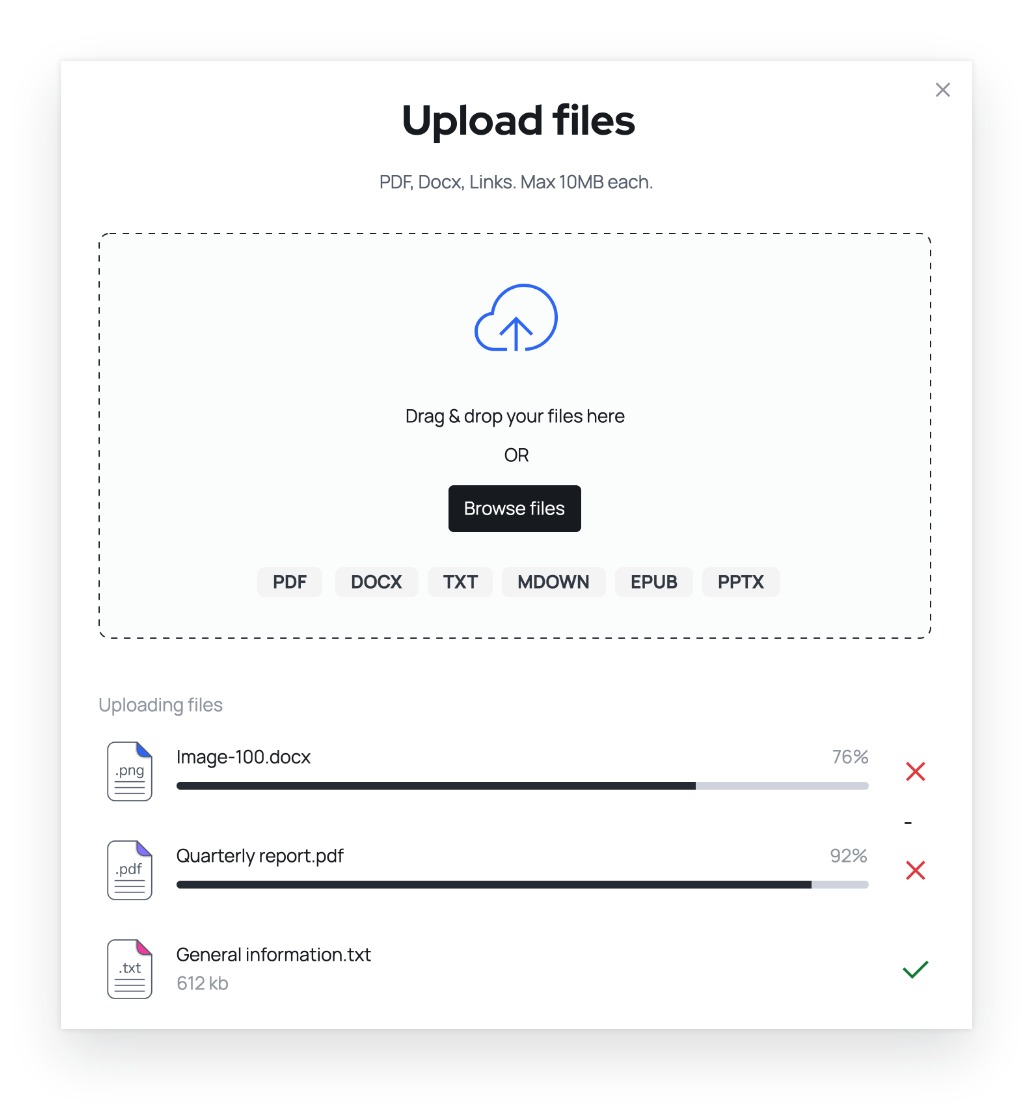 Upload files
PDF, Docx, Links. Max 10MB each.
Drag & drop your files here
OR
Browse files
PDF DOCX TXT MDOWN EPUB PPTX
Uploading files
.png
Image-100.docx 76%
-
.pdf
Quarterly report.pdf 92%
.txt
General information.txt
612 kb